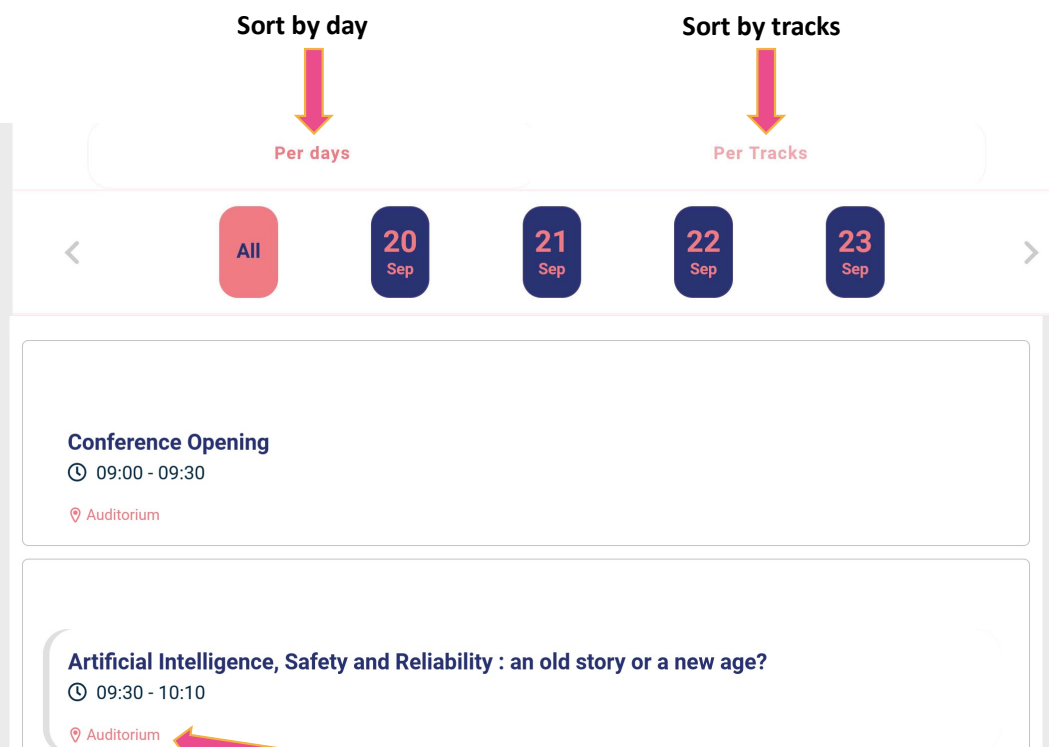 Sort by day
Sort by tracks
Per days
Per Tracks
All
20
Sep
21
Sep
22
Sep
23
Sep
Conference Opening
09:00 - 09:30
Auditorium
Artificial Intelligence, Safety and Reliability : an old story or a new age?
09:30 - 10:10
Auditorium